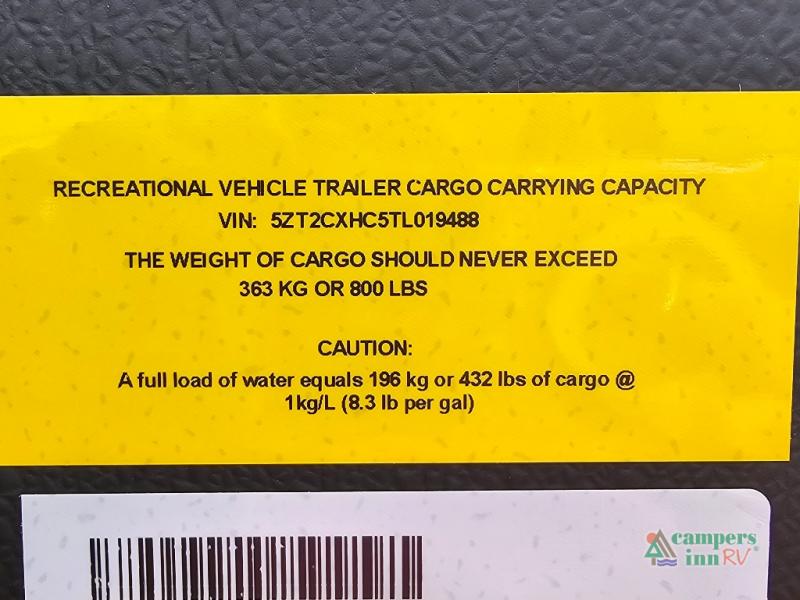 RECREATIONAL VEHICLE TRAILER CARGO CARRYING CAPACITY
VIN: 5ZT2CXHC5TL019488
THE WEIGHT OF CARGO SHOULD NEVER EXCEED
363 KG OR 800 LBS
CAUTION:
A full load of water equals 196 kg or 432 lbs of cargo @
1kg/L (8.3 lb per gal)
campers
inn RV®